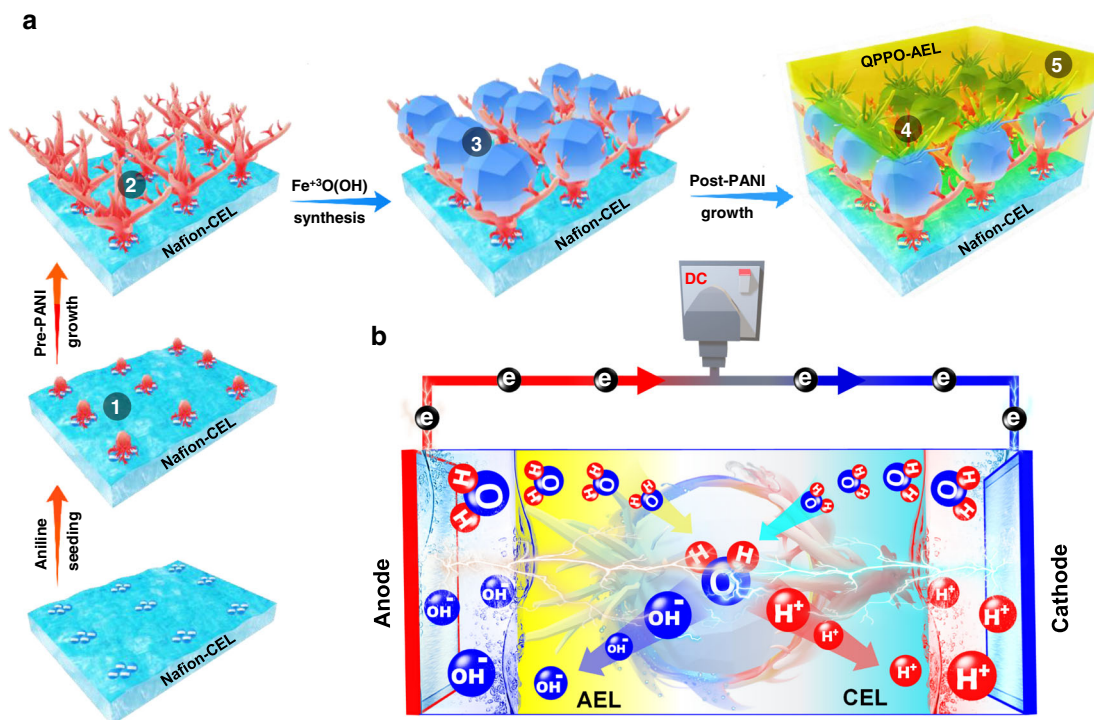 a
QPPO-AEL
5
4
3
2
Fe⁺³O(OH)
synthesis
Post-PANI
growth
Nafion-CEL
Nafion-CEL
Nafion-CEL
Pre-PANI
growth
1
Nafion-CEL
Aniline
seeding
Nafion-CEL
b
DC
e e e e
e e
H H H H H H H H
O O O O O O
H H H H H H H H
H H
O
Anode
Cathode
OH⁻ OH⁻ OH⁻ H⁺ H⁺ H⁺
OH⁻ H⁺
OH⁻ OH⁻ H⁺ H⁺
AEL CEL